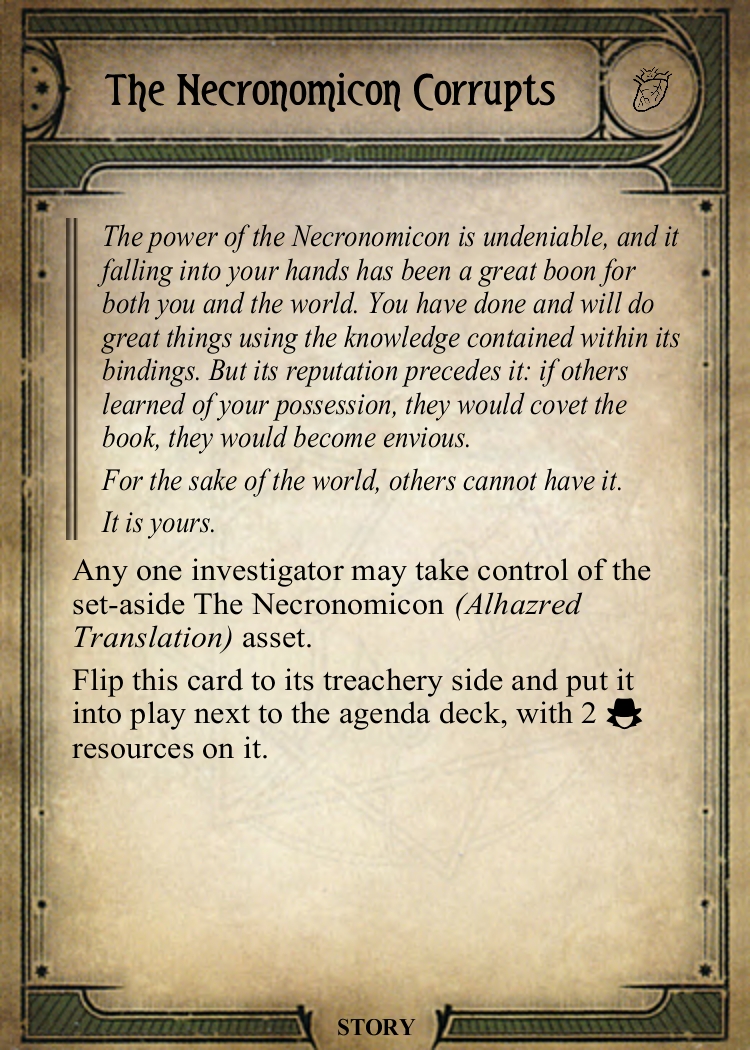 The Necronomicon Corrupts
The power of the Necronomicon is undeniable, and it
falling into your hands has been a great boon for
both you and the world. You have done and will do
great things using the knowledge contained within its
bindings. But its reputation precedes it: if others
learned of your possession, they would covet the
book, they would become envious.
For the sake of the world, others cannot have it.
It is yours.
Any one investigator may take control of the
set-aside The Necronomicon (Alhazred
Translation) asset.
Flip this card to its treachery side and put it
into play next to the agenda deck, with 2
resources on it.
STORY